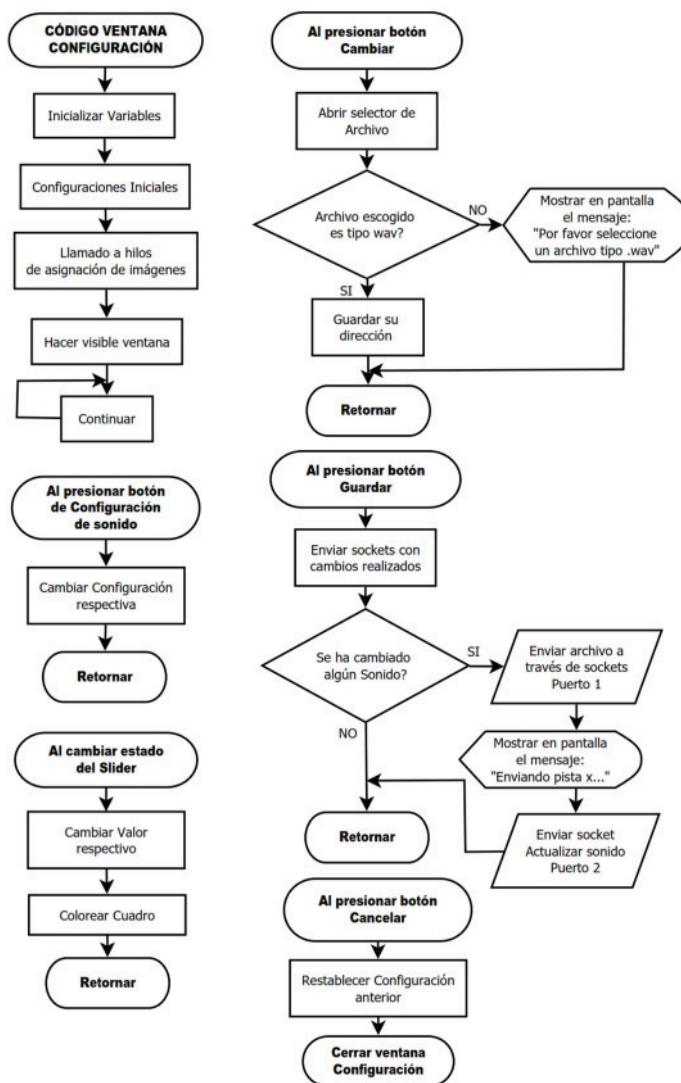 CÓDIGO VENTANA
CONFIGURACIÓN
Inicializar Variables
Configuraciones Iniciales
Llamado a hilos
de asignación de imágenes
Hacer visible ventana
Continuar
Al presionar botón
de Configuración
de sonido
Cambiar Configuración
respectiva
Retornar
Al cambiar estado
del Slider
Cambiar Valor
respectivo
Colorear Cuadro
Retornar
Al presionar botón
Cambiar
Abrir selector de
Archivo
Archivo escogido
es tipo wav?
NO
Mostrar en pantalla
el mensaje:
"Por favor seleccione
un archivo tipo .wav"
SI
Guardar su
dirección
Retornar
Al presionar botón
Guardar
Enviar sockets con
cambios realizados
Se ha cambiado
algún Sonido?
SI
Enviar archivo a
través de sockets
Puerto 1
Mostrar en pantalla
el mensaje:
"Enviando pista x..."
Enviar socket
Actualizar sonido
Puerto 2
NO
Retornar
Al presionar botón
Cancelar
Restablecer Configuración
anterior
Cerrar ventana
Configuración